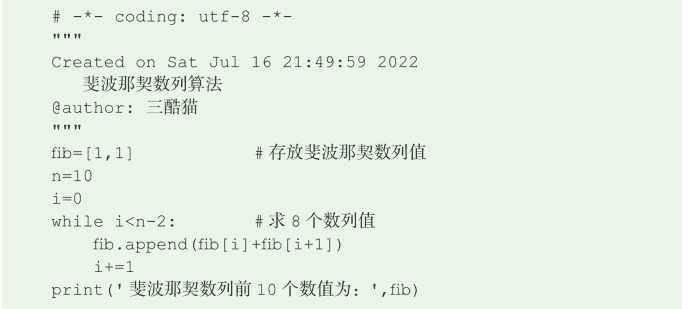 # -*- coding: utf-8 -*-
"""
Created on Sat Jul 16 21:49:59 2022
    斐波那契数列算法
@author: 三酷猫
"""
fib=[1,1]            #存放斐波那契数列值
n=10
i=0
while i<n-2:        #求 8 个数列值
    fib.append(fib[i]+fib[i+1])
    i+=1
print('斐波那契数列前 10 个数值为：',fib)